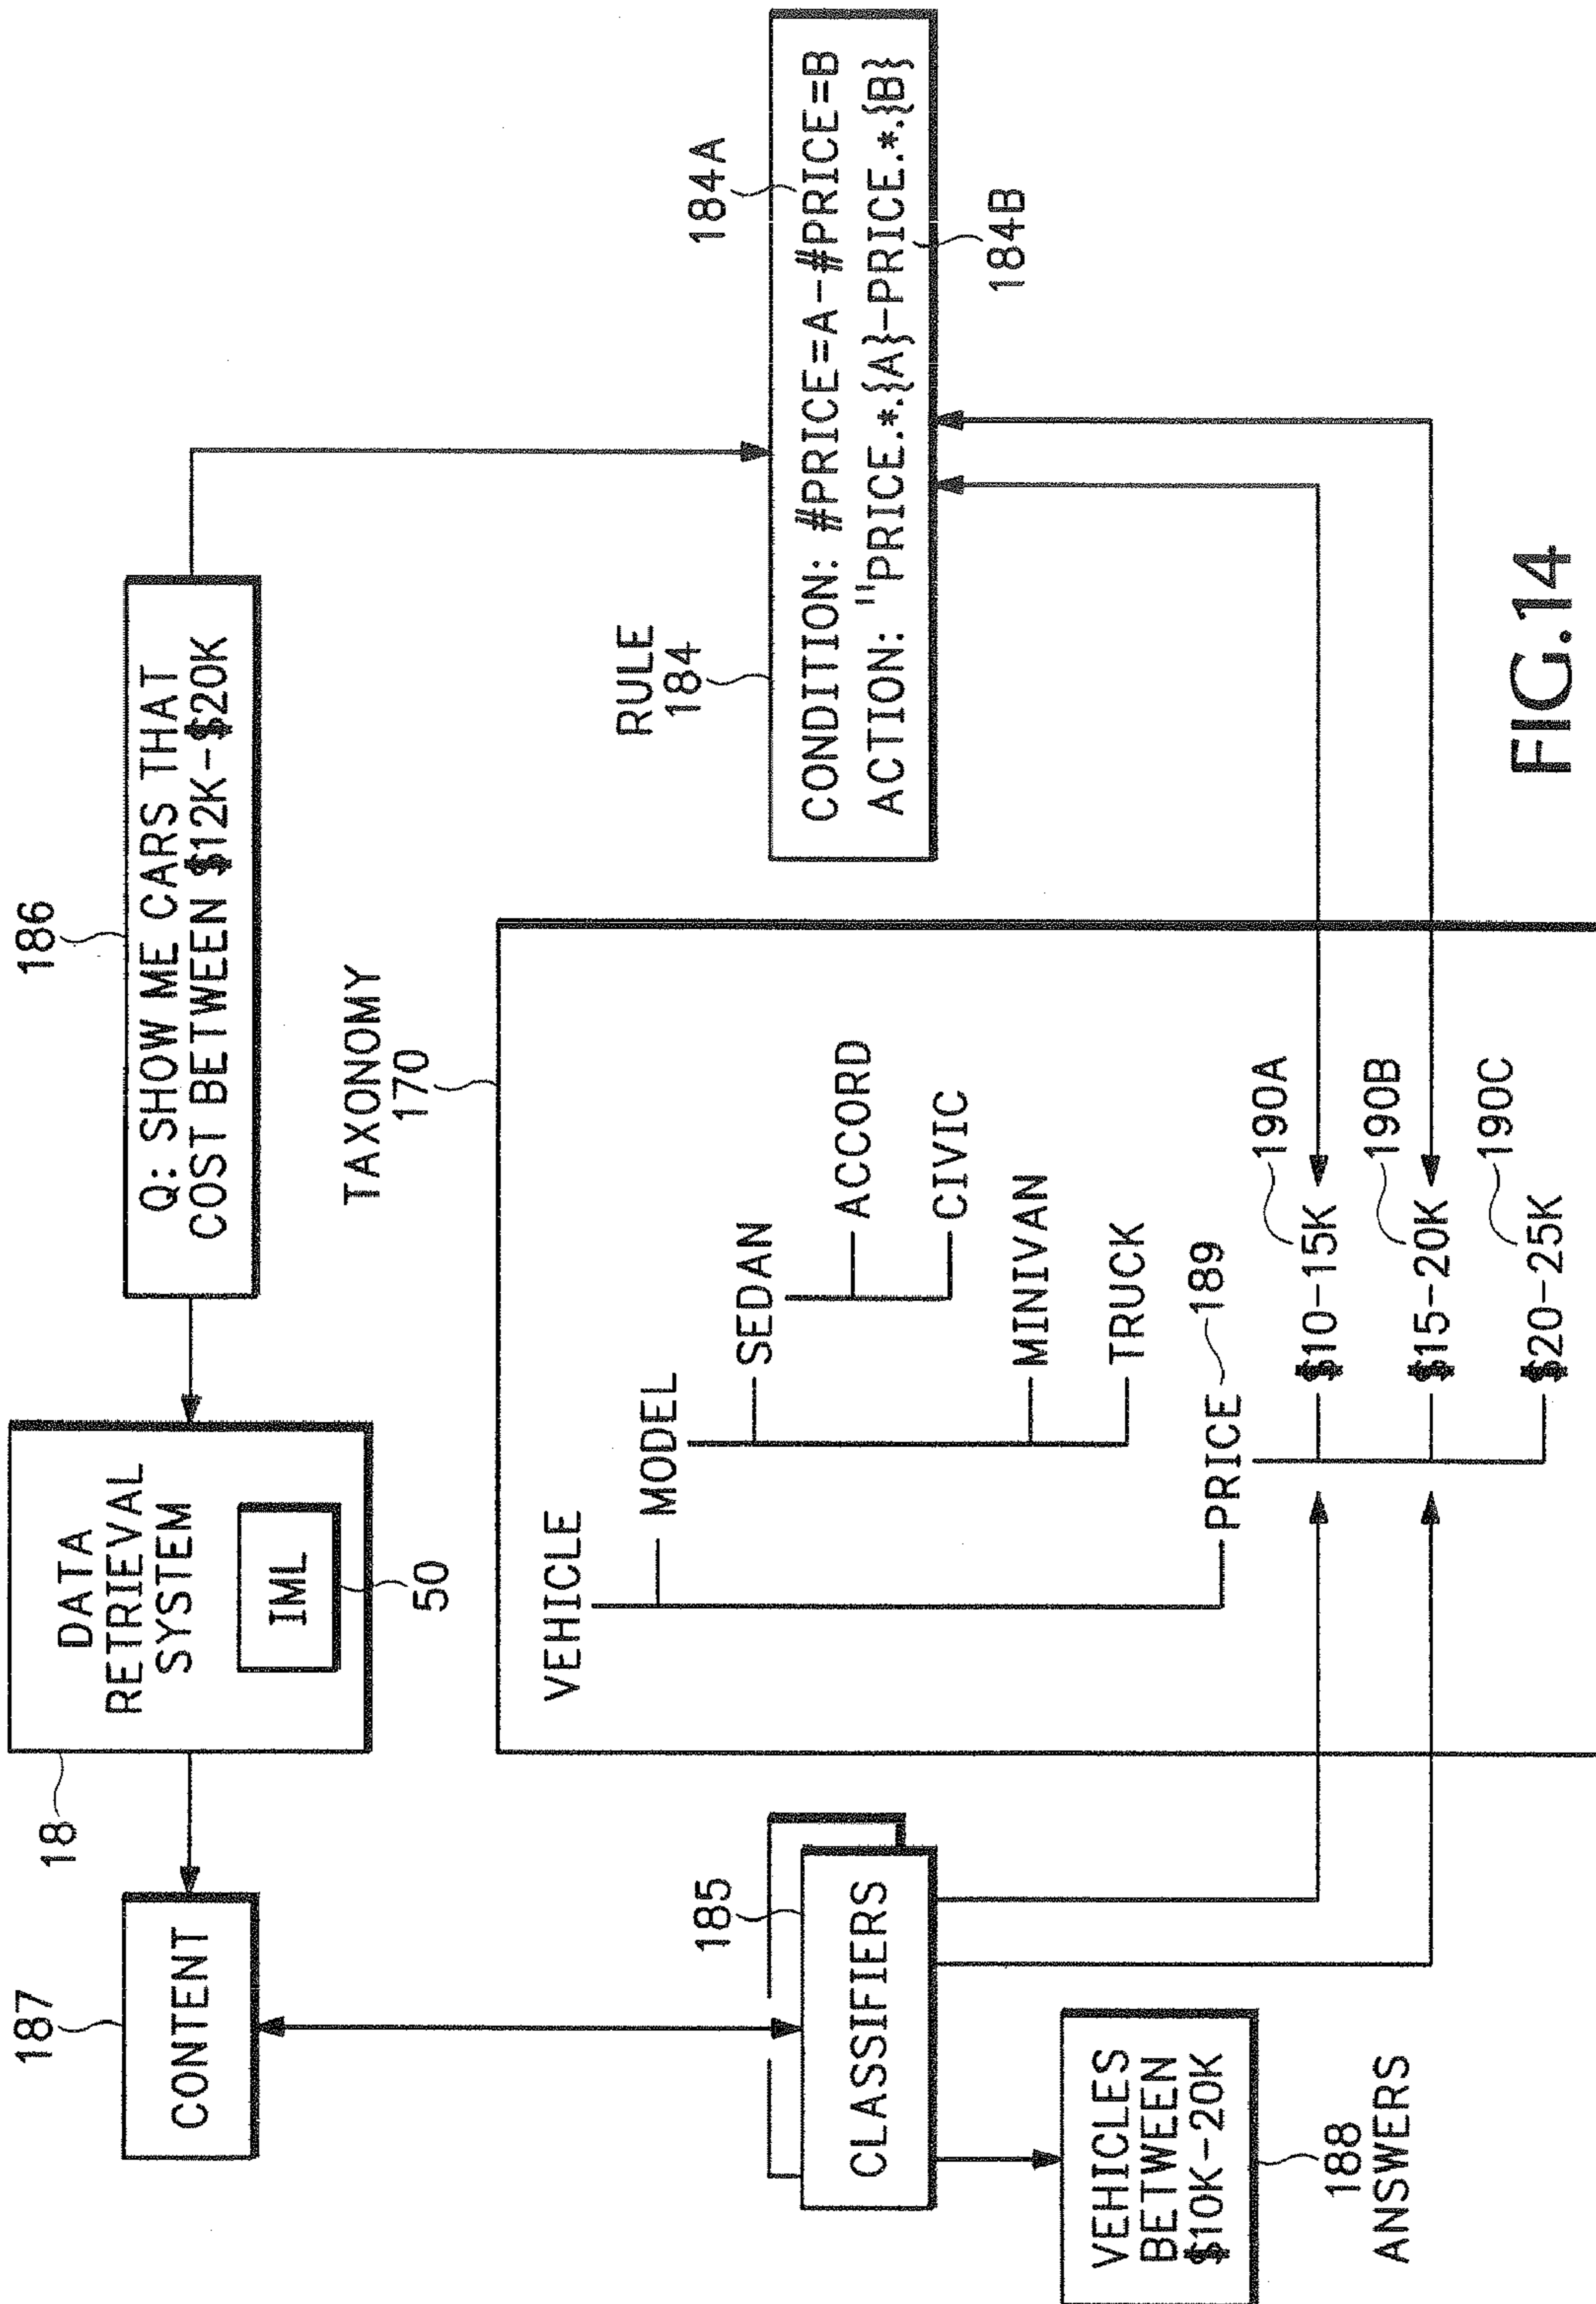 187
CONTENT
18
DATA
RETRIEVAL
SYSTEM
IML
50
186
Q: SHOW ME CARS THAT
COST BETWEEN $12K-$20K
TAXONOMY
170
RULE
184
184A
CONDITION: #PRICE=A-#PRICE=B
ACTION: "PRICE.*.{A}-PRICE.*.{B}
184B
VEHICLE
MODEL
SEDAN
ACCORD
CIVIC
MINIVAN
TRUCK
PRICE
189
$10-15K
190A
$15-20K
190B
$20-25K
190C
185
CLASSIFIERS
VEHICLES
BETWEEN
$10K-20K
188
ANSWERS
FIG.14